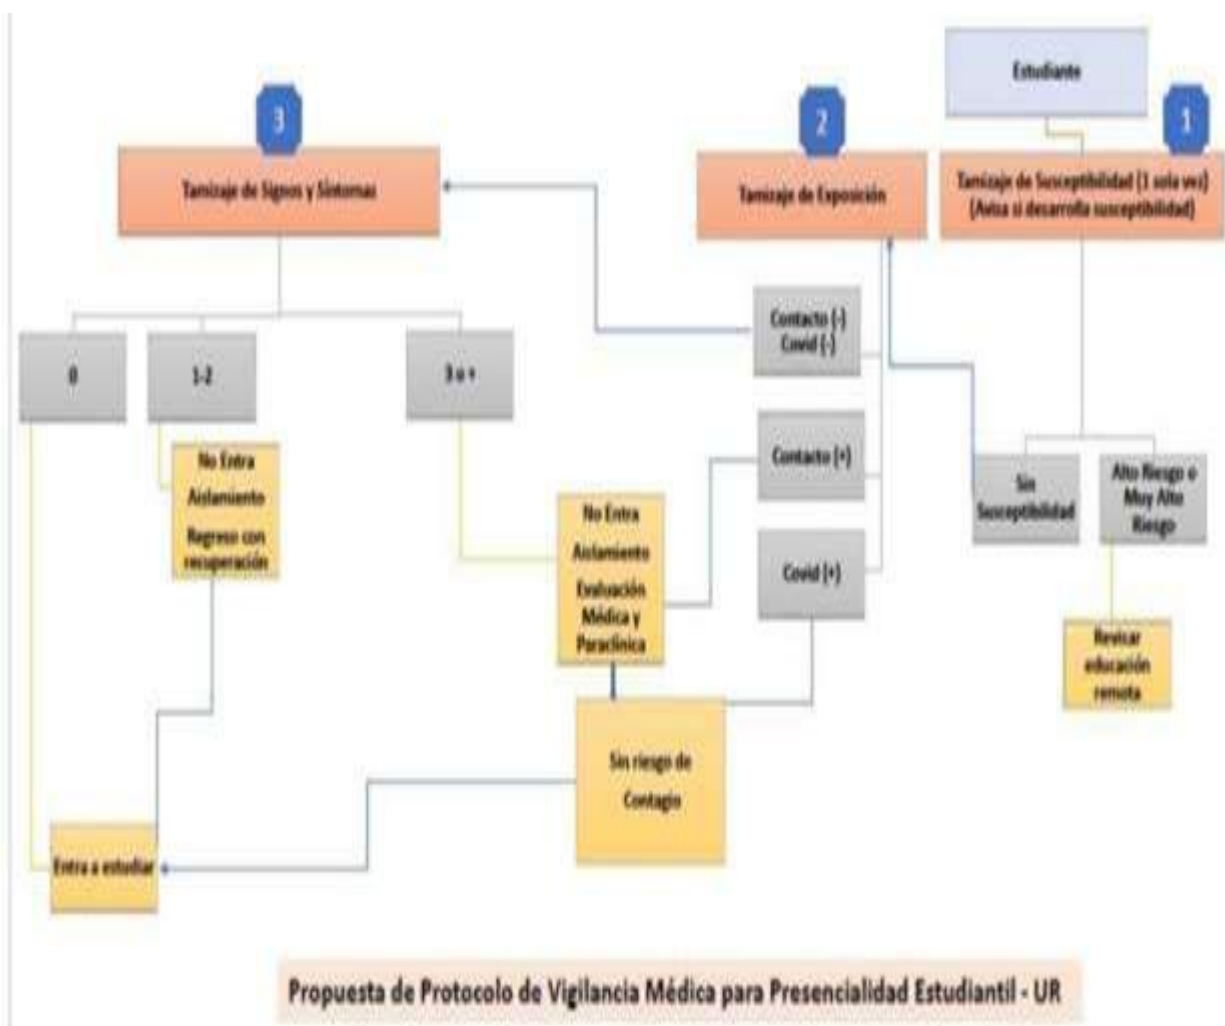 Estudiante
1
Tamizaje de Susceptibilidad (1 sola vez)
(Avisa si desarrolla susceptibilidad)
2
Tamizaje de Exposición
3
Tamizaje de Signos y Síntomas
Contacto (-)
Covid (-)
Contacto (+)
Covid (+)
Sin
Susceptibilidad
Alto Riesgo o
Muy Alto
Riesgo
Revisar
educación
remota
0
1-2
3 o +
No Entra
Aislamiento
Regreso con
recuperación
No Entra
Aislamiento
Evaluación
Médica y
Paraclínica
Sin riesgo de
Contagio
Entra a estudiar
Propuesta de Protocolo de Vigilancia Médica para Presencialidad Estudiantil - UR